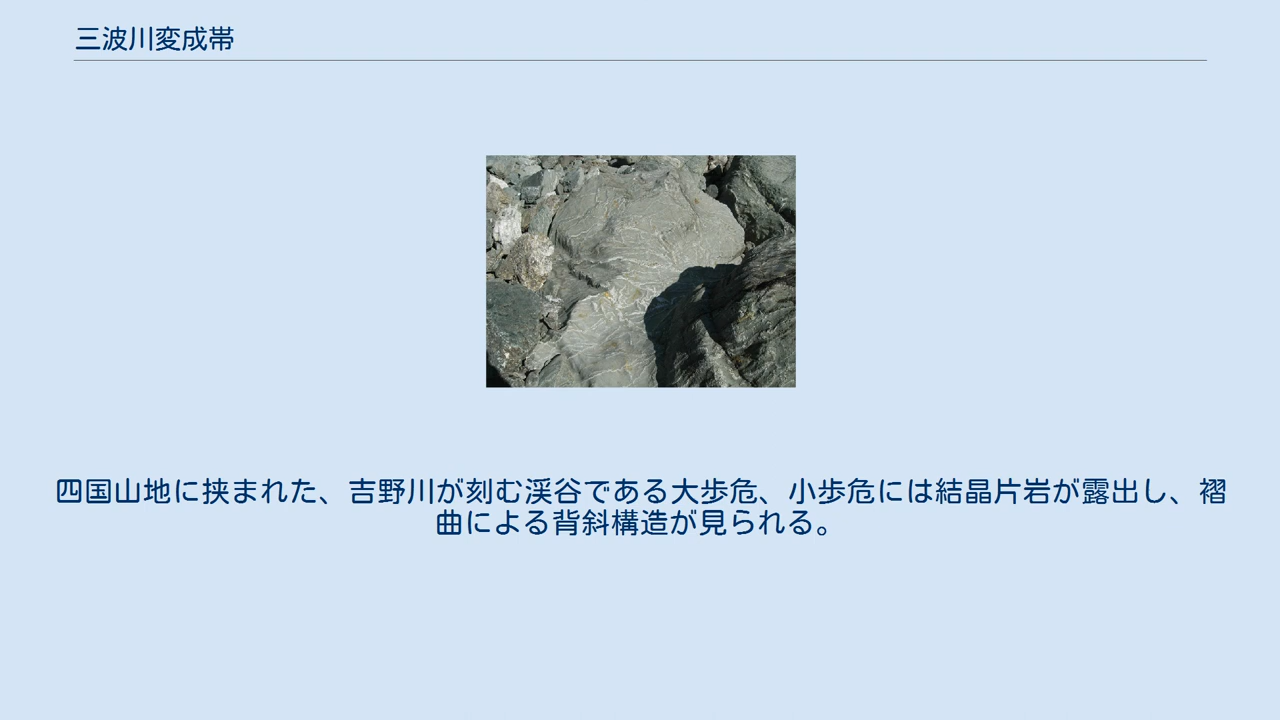 三波川変成帯
四国山地に挟まれた、吉野川が刻む渓谷である大歩危、小歩危には結晶片岩が露出し、褶
曲による背斜構造が見られる。